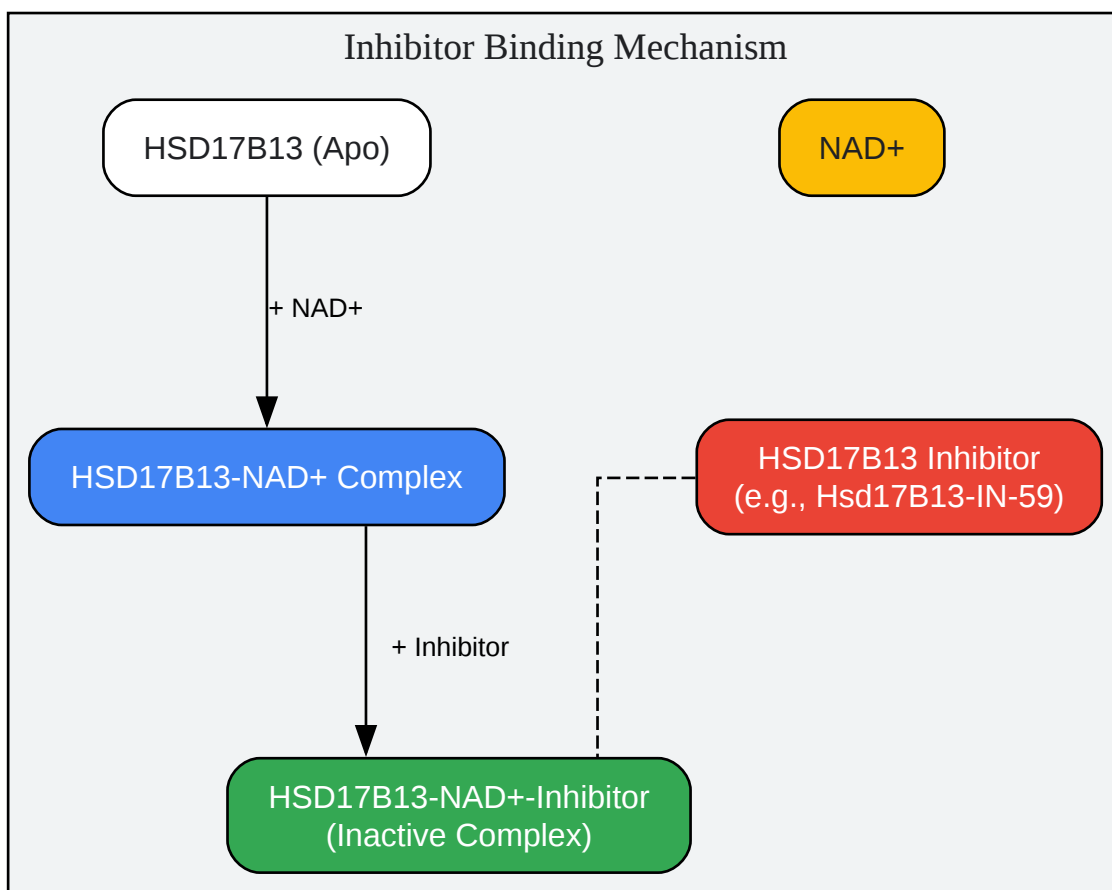 Inhibitor Binding Mechanism
HSD17B13 (Apo)
NAD+
+ NAD+
HSD17B13-NAD+ Complex
HSD17B13 Inhibitor
(e.g., Hsd17B13-IN-59)
+ Inhibitor
HSD17B13-NAD+-Inhibitor
(Inactive Complex)